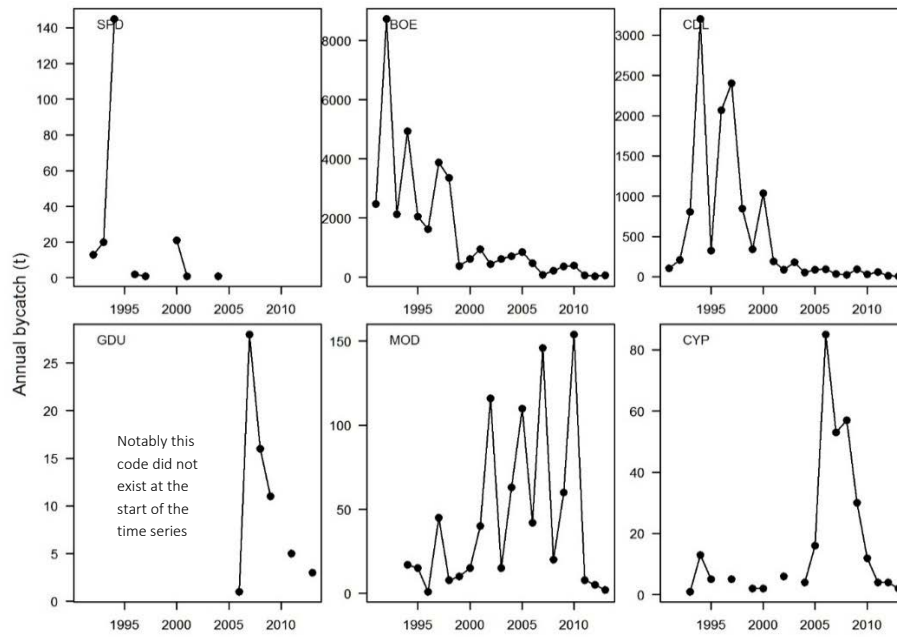 SPD
BOE
CDL
140
120
100
80
60
40
20
0
8000
6000
4000
2000
0
3000
2500
2000
1500
1000
500
0
1995 2000 2005 2010
1995 2000 2005 2010
1995 2000 2005 2010
Annual bycatch (t)
GDU
MOD
CYP
25
20
15
10
5
0
Notably this
code did not
exist at the
start of the
time series
150
100
50
0
80
60
40
20
0
1995 2000 2005 2010
1995 2000 2005 2010
1995 2000 2005 2010